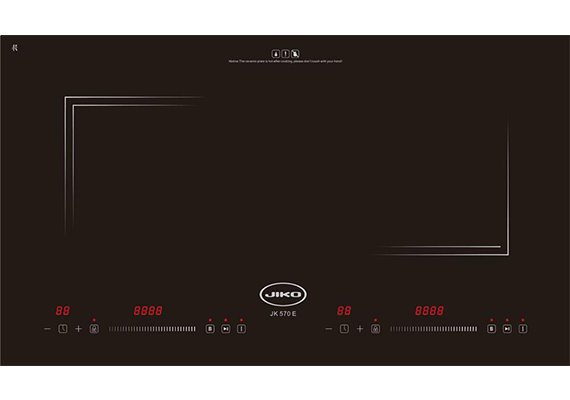 Notice: This ceramic plate is hot after cooking, please don't touch with your hand!
JIKO
JK 570 E
88 8888 88 8888
B B